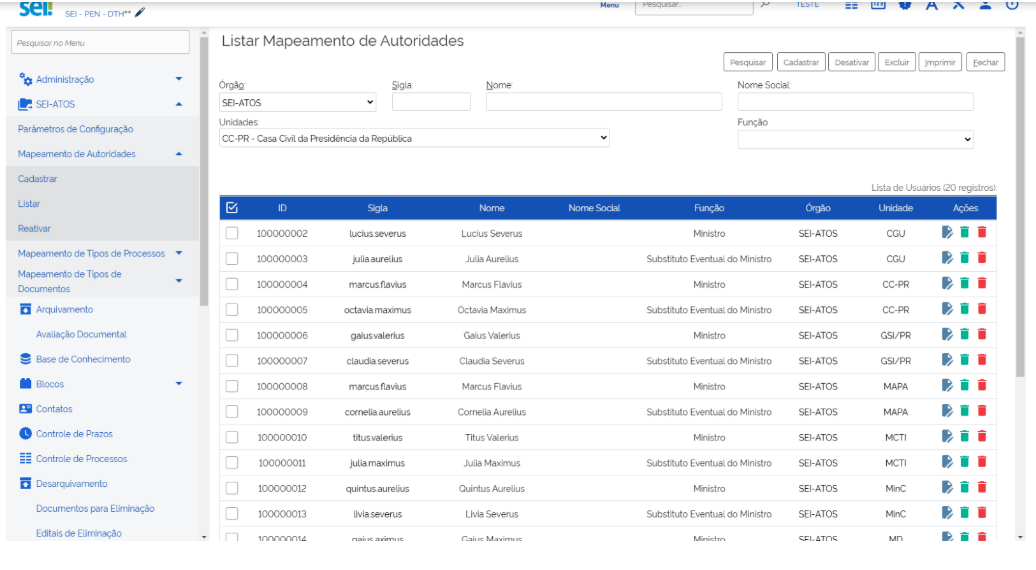 sei! SEI - PEN - DTH**
Menu Pesquisar... TESTE
Pesquisar no Menu
Administração
SEI-ATOS
Parâmetros de Configuração
Mapeamento de Autoridades
Cadastrar
Listar
Reativar
Mapeamento de Tipos de Processos
Mapeamento de Tipos de
Documentos
Arquivamento
Avaliação Documental
Base de Conhecimento
Blocos
Contatos
Controle de Prazos
Controle de Processos
Desarquivamento
Documentos para Eliminação
Editais de Eliminação
Listar Mapeamento de Autoridades
Pesquisar Cadastrar Desativar Excluir Imprimir Fechar
Órgão: Sigla: Nome: Nome Social:
SEI-ATOS
Unidades: Função
CC-PR - Casa Civil da Presidência da República
Lista de Usuários (20 registros):
ID Sigla Nome Nome Social Função Órgão Unidade Ações
100000002 lucius.severus Lucius Severus Ministro SEI-ATOS CGU
100000003 julia.aurelius Julia Aurelius Substituto Eventual do Ministro SEI-ATOS CGU
100000004 marcus.flavius Marcus Flavius Ministro SEI-ATOS CC-PR
100000005 octavia.maximus Octavia Maximus Substituto Eventual do Ministro SEI-ATOS CC-PR
100000006 gaius.valerius Gaius Valerius Ministro SEI-ATOS GSI/PR
100000007 claudia.severus Claudia Severus Substituto Eventual do Ministro SEI-ATOS GSI/PR
100000008 marcus.flavius Marcus Flavius Ministro SEI-ATOS MAPA
100000009 cornelia.aurelius Cornelia Aurelius Substituto Eventual do Ministro SEI-ATOS MAPA
100000010 titus.valerius Titus Valerius Ministro SEI-ATOS MCTI
100000011 julia.maximus Julia Maximus Substituto Eventual do Ministro SEI-ATOS MCTI
100000012 quintus.aurelius Quintus Aurelius Ministro SEI-ATOS MinC
100000013 livia.severus Livia Severus Substituto Eventual do Ministro SEI-ATOS MinC
100000014 gaius.aximus Gaius Maximus Ministro SEI-ATOS MD